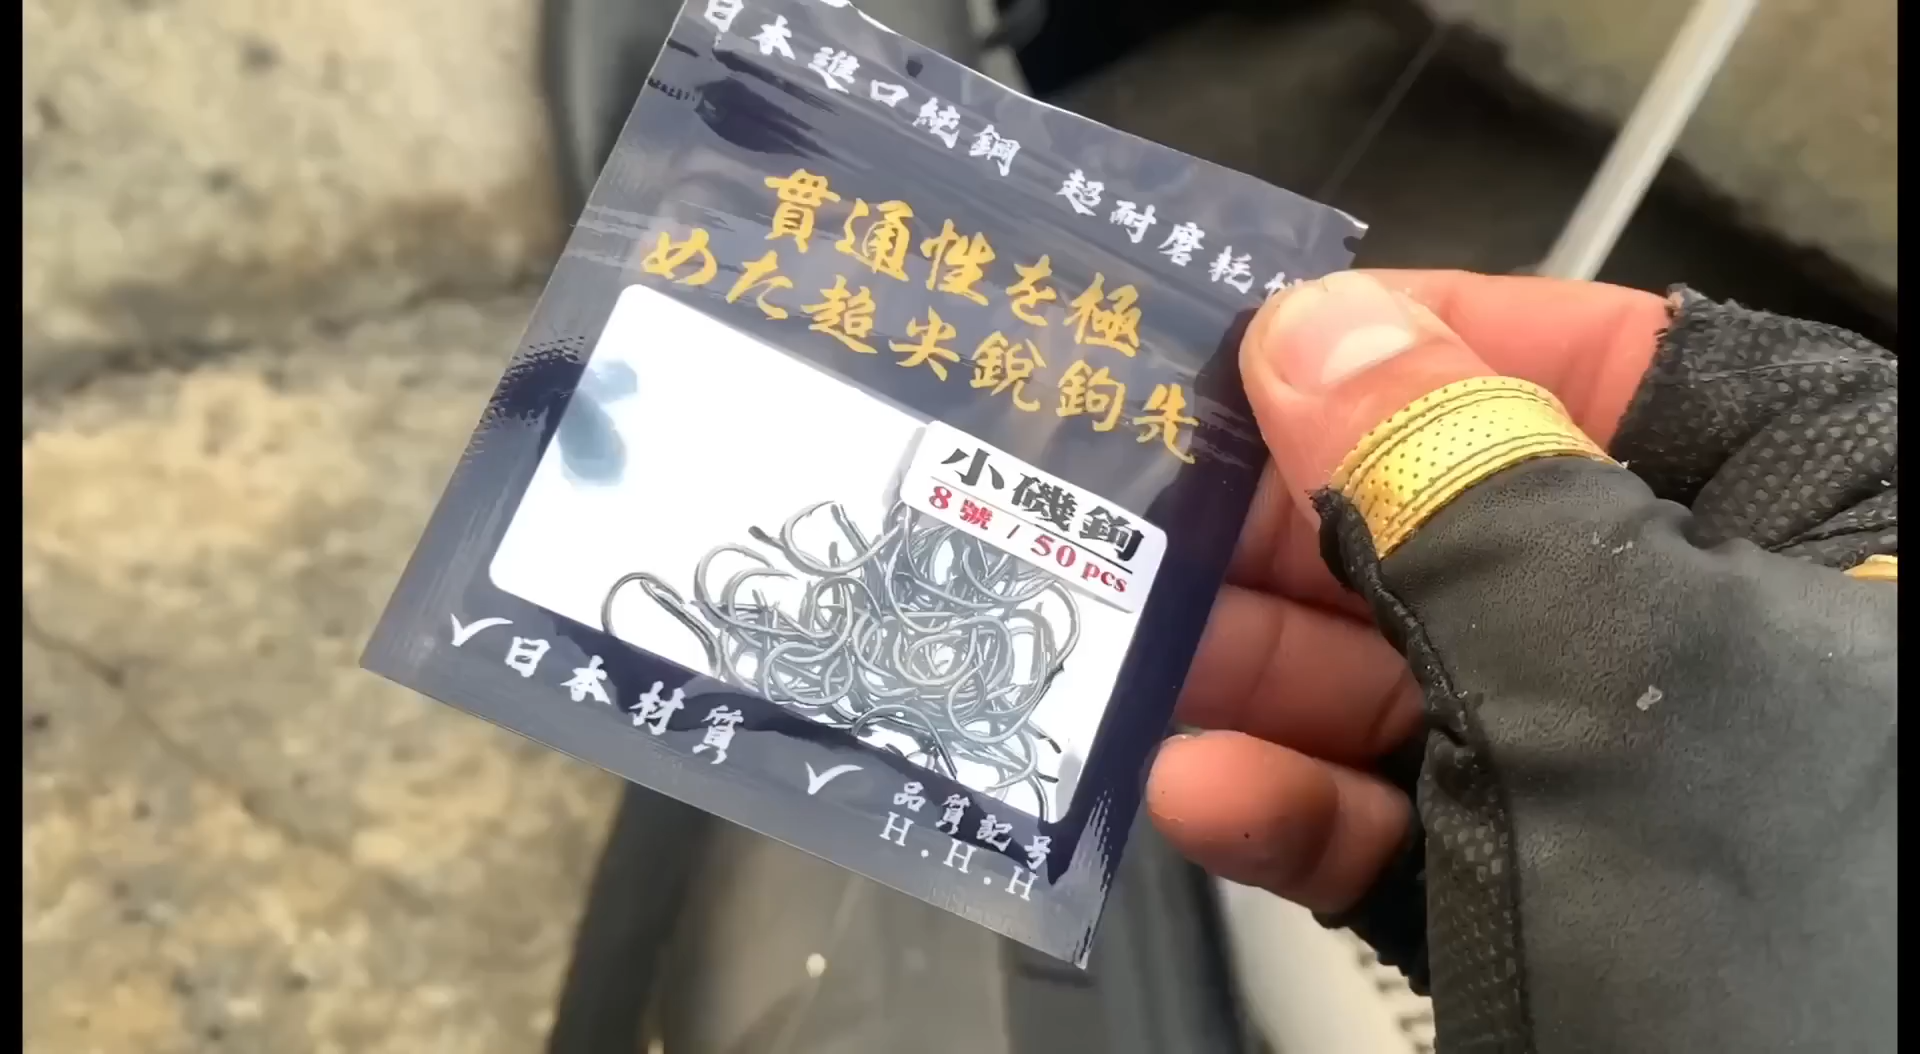 日本進口純鋼 超耐磨耗
貫通性を極
めた超尖銳鉤先
小磯鉤
8號 / 50 pcs
✓日本材質 ✓品質記号
H.H.H